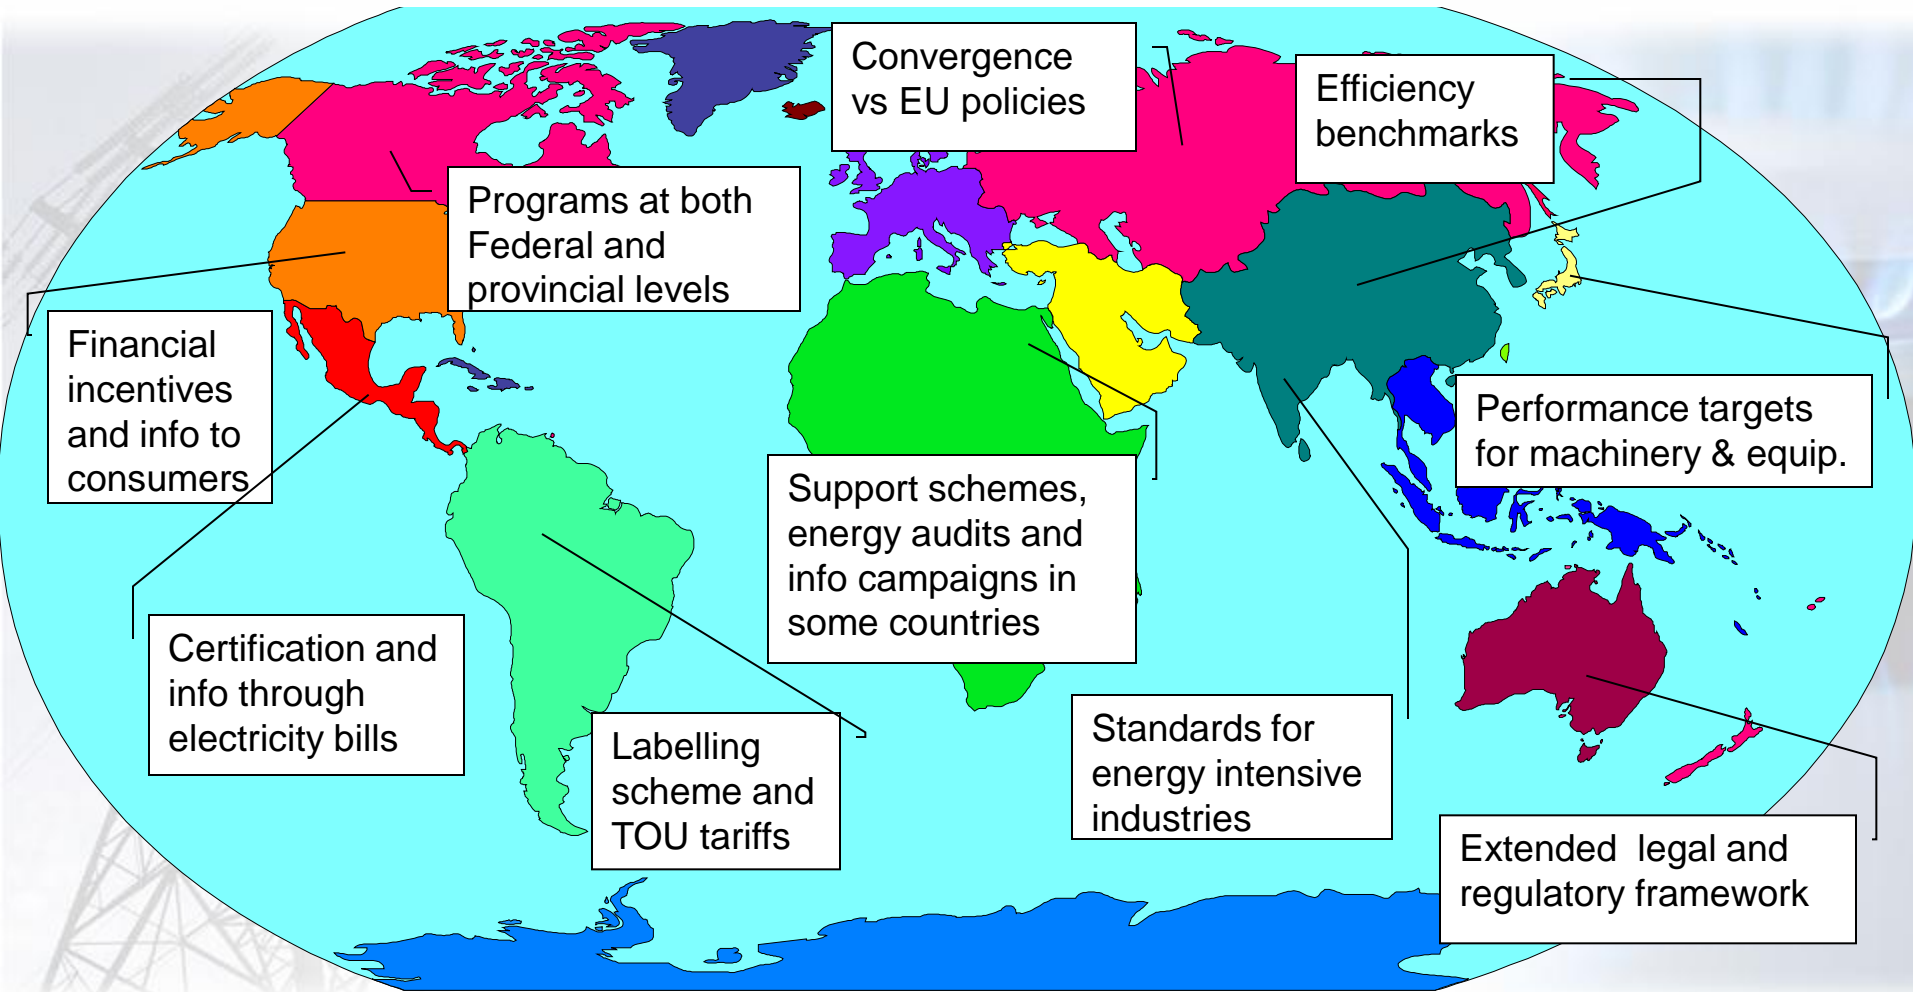 Convergence
vs EU policies
Efficiency
benchmarks
Programs at both
Federal and
provincial levels
Financial
incentives
and info to
consumers
Performance targets
for machinery & equip.
Support schemes,
energy audits and
info campaigns in
some countries
Certification and
info through
electricity bills
Labelling
scheme and
TOU tariffs
Standards for
energy intensive
industries
Extended legal and
regulatory framework